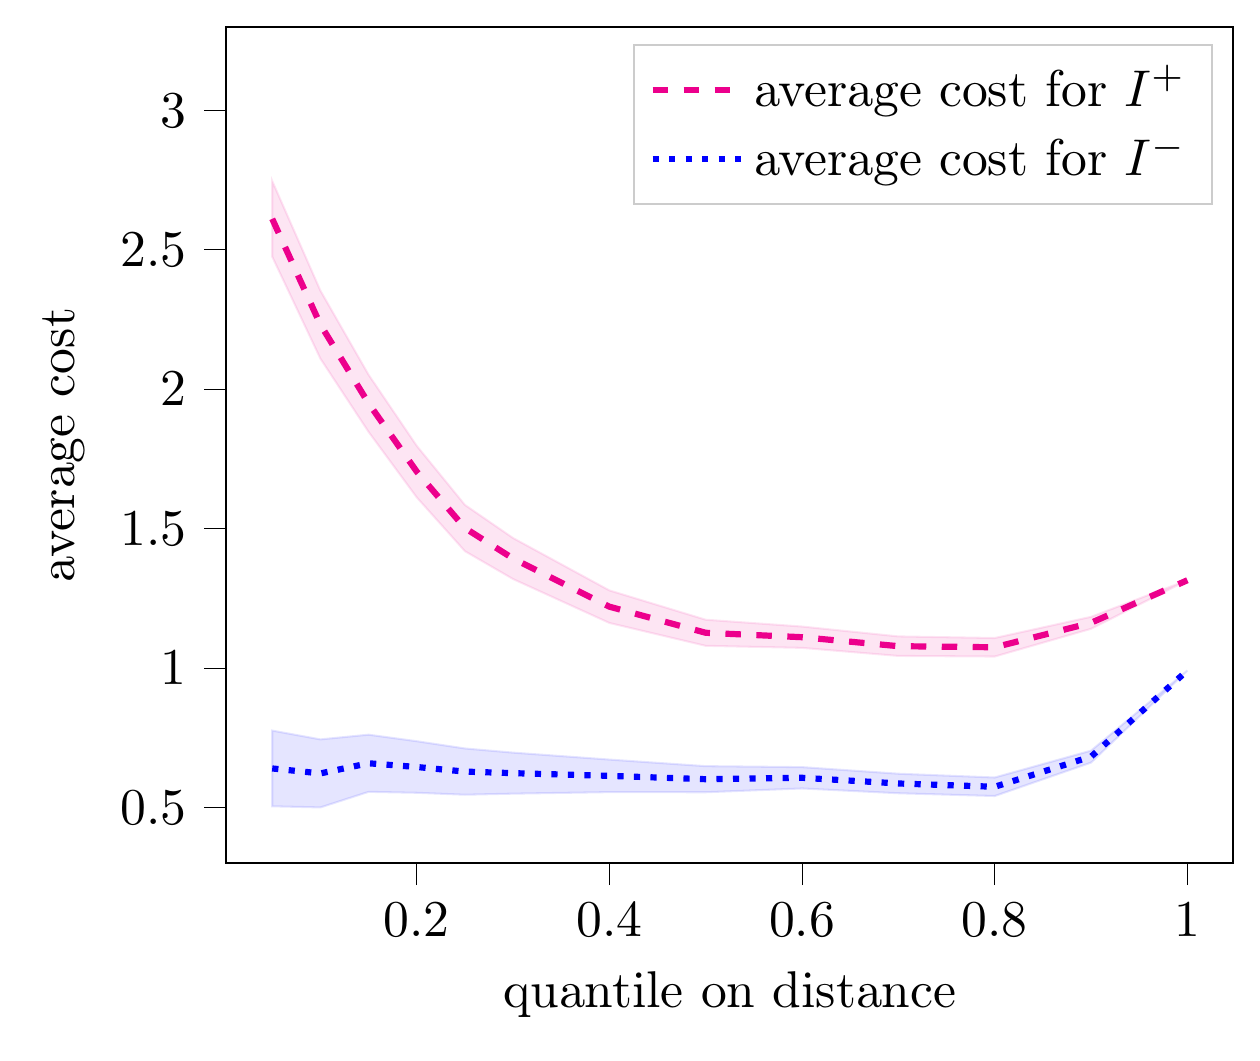 average cost for I⁺
average cost for I⁻
3
2.5
2
1.5
1
0.5
average cost
0.2 0.4 0.6 0.8 1
quantile on distance